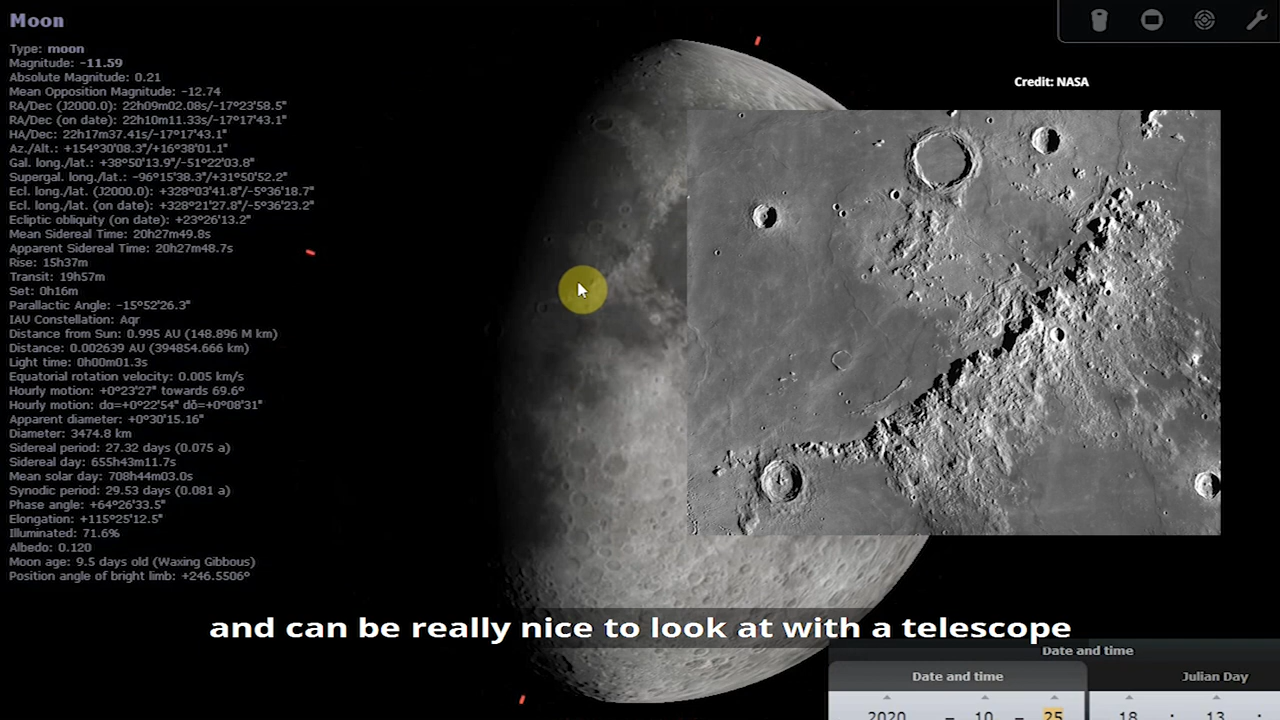 Moon
Type: moon
Magnitude: -11.59
Absolute Magnitude: 0.21
Mean Opposition Magnitude: -12.74
RA/Dec (J2000.0): 22h09m02.08s/-17°23'58.5"
RA/Dec (on date): 22h10m11.33s/-17°17'43.1"
HA/Dec: 22h17m37.41s/-17°17'43.1"
Az./Alt.: +154°30'08.3"/+16°38'01.1"
Gal. long./lat.: +38°50'13.9"/-51°22'03.8"
Supergal. long./lat.: -96°15'38.3"/+31°50'52.2"
Ecl. long./lat. (J2000.0): +328°03'41.8"/-5°36'18.7"
Ecl. long./lat. (on date): +328°21'27.8"/-5°36'23.2"
Ecliptic obliquity (on date): +23°26'13.2"
Mean Sidereal Time: 20h27m49.8s
Apparent Sidereal Time: 20h27m48.7s
Rise: 15h37m
Transit: 19h57m
Set: 0h16m
Parallactic Angle: -15°52'26.3"
IAU Constellation: Aqr
Distance from Sun: 0.995 AU (148.896 M km)
Distance: 0.002639 AU (394854.666 km)
Light time: 0h00m01.3s
Equatorial rotation velocity: 0.005 km/s
Hourly motion: +0°23'27" towards 69.6°
Hourly motion: dα=+0°22'54" dδ=+0°08'31"
Apparent diameter: +0°30'15.16"
Diameter: 3474.8 km
Sidereal period: 27.32 days (0.075 a)
Sidereal day: 655h43m11.7s
Mean solar day: 708h44m03.0s
Synodic period: 29.53 days (0.081 a)
Phase angle: +64°26'33.5"
Elongation: +115°25'12.5"
Illuminated: 71.6%
Albedo: 0.120
Moon age: 9.5 days old (Waxing Gibbous)
Position angle of bright limb: +246.5506°
Credit: NASA
and can be really nice to look at with a telescope
Date and time
Date and time Julian Day
2020 - 10 - 25 18 : 13 :